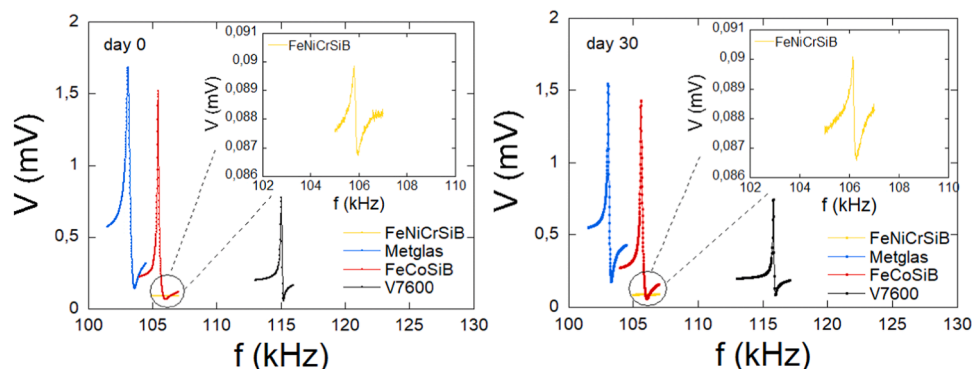 day 0
V (mV)
2
1,5
1
0,5
0
100 105 110 115 120 125 130
f (kHz)
FeNiCrSiB
Metglas
FeCoSiB
V7600
FeNiCrSiB
V (mV)
0,091
0,09
0,088
0,087
0,086
102 104 106 108 110
f (kHz)
day 30
V (mV)
2
1,5
1
0,5
0
100 105 110 115 120 125 130
f (kHz)
FeNiCrSiB
Metglas
FeCoSiB
V7600
FeNiCrSiB
V (mV)
0,091
0,09
0,089
0,088
0,087
0,086
102 104 106 108 110
f (kHz)